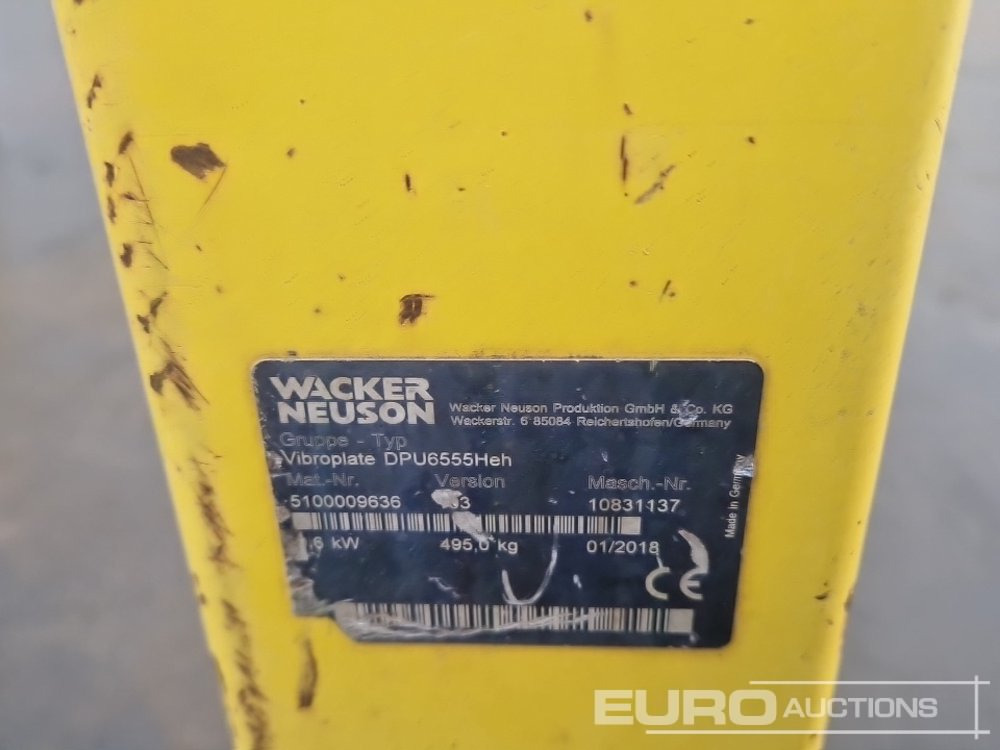 WACKER
NEUSON
Wacker Neuson Produktion GmbH & Co. KG
Wackerstr. 6 85084 Reichertshofen/Germany
Gruppe - Typ
Vibroplate DPU6555Heh
Mat.-Nr. Version Masch.-Nr.
5100009636 10831137
kW 495,0 kg 01/2018
CE
Made in Germany
EURO AUCTIONS